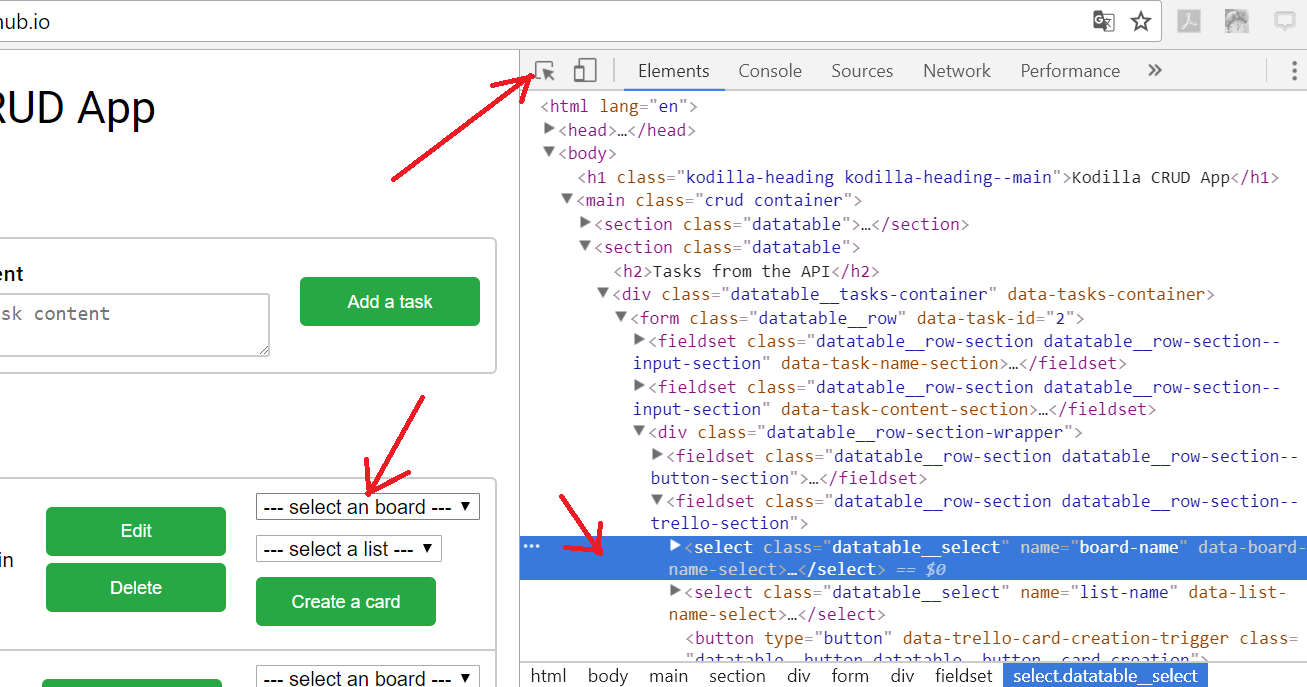 nub.io
Elements Console Sources Network Performance »
RUD App
ent
sk content
Add a task
Edit
Delete
in
--- select an board --- ▼
--- select a list --- ▼
Create a card
--- select an board --- ▼
<html lang="en">
▶<head>…</head>
▼<body>
<h1 class="kodilla-heading kodilla-heading--main">Kodilla CRUD App</h1>
▼<main class="crud container">
▶<section class="datatable">…</section>
▼<section class="datatable">
<h2>Tasks from the API</h2>
▼<div class="datatable__tasks-container" data-tasks-container>
▼<form class="datatable__row" data-task-id="2">
▶<fieldset class="datatable__row-section datatable__row-section--
input-section" data-task-name-section>…</fieldset>
▶<fieldset class="datatable__row-section datatable__row-section--
input-section" data-task-content-section>…</fieldset>
▼<div class="datatable__row-section-wrapper">
▶<fieldset class="datatable__row-section datatable__row-section--
button-section">…</fieldset>
▼<fieldset class="datatable__row-section datatable__row-section--
trello-section">
… ▶<select class="datatable__select" name="board-name" data-board-
name-select>…</select> == $0
▶<select class="datatable__select" name="list-name" data-list-
name-select>…</select>
<button type="button" data-trello-card-creation-trigger class=
"datatable__button datatable__button--card-creation">
html body main section div form div fieldset select.datatable__select